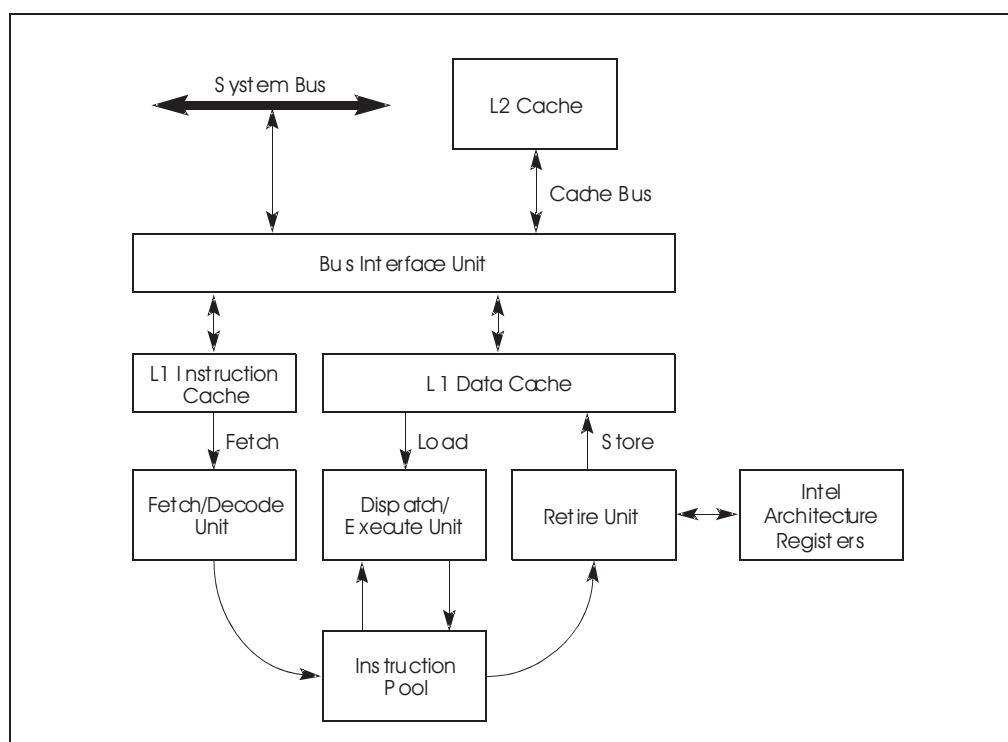 System Bus
L2 Cache
Cache Bus
Bus Interface Unit
L1 Instruction
Cache
L1 Data Cache
Fetch
Load
Store
Fetch/Decode
Unit
Dispatch/
Execute Unit
Retire Unit
Intel
Architecture
Registers
Instruction
Pool